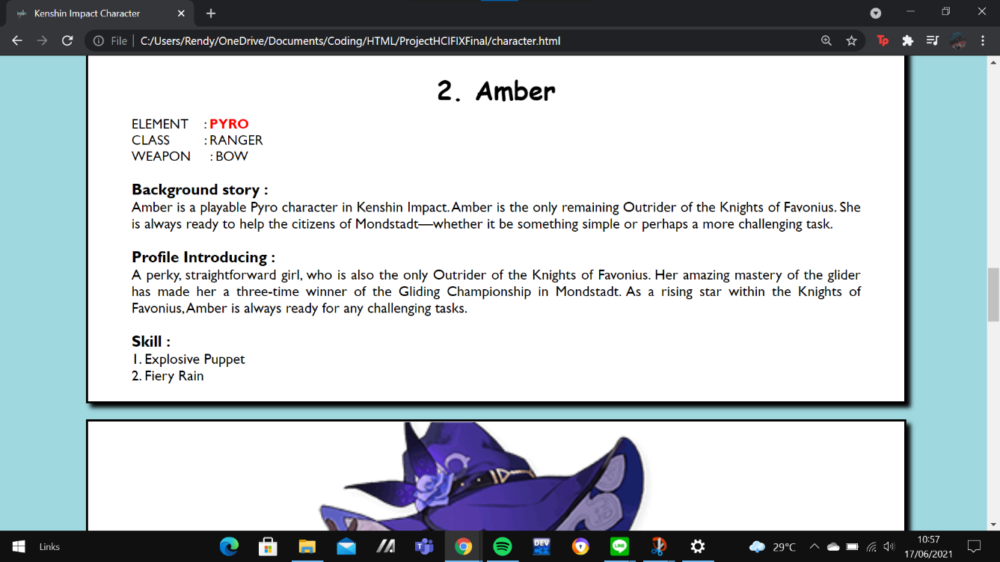 Kenshin Impact Character
File
C:/Users/Rendy/OneDrive/Documents/Coding/HTML/ProjectHCIFIXFinal/character.html
Tp
2. Amber
ELEMENT : PYRO
CLASS : RANGER
WEAPON : BOW
Background story :
Amber is a playable Pyro character in Kenshin Impact. Amber is the only remaining Outrider of the Knights of Favonius. She
is always ready to help the citizens of Mondstadt—whether it be something simple or perhaps a more challenging task.
Profile Introducing :
A perky, straightforward girl, who is also the only Outrider of the Knights of Favonius. Her amazing mastery of the glider
has made her a three-time winner of the Gliding Championship in Mondstadt. As a rising star within the Knights of
Favonius, Amber is always ready for any challenging tasks.
Skill :
1. Explosive Puppet
2. Fiery Rain
Links
DEV
LINE
29°C
10:57
17/06/2021